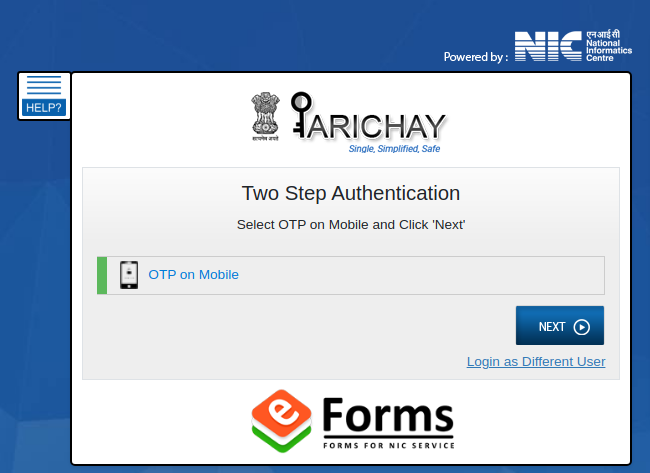 Powered by :
NIC
एनआईसी
National
Informatics
Centre
HELP?
सत्यमेव जयते
PARICHAY
Single, Simplified, Safe
Two Step Authentication
Select OTP on Mobile and Click 'Next'
OTP on Mobile
NEXT
Login as Different User
e
Forms
FORMS FOR NIC SERVICE